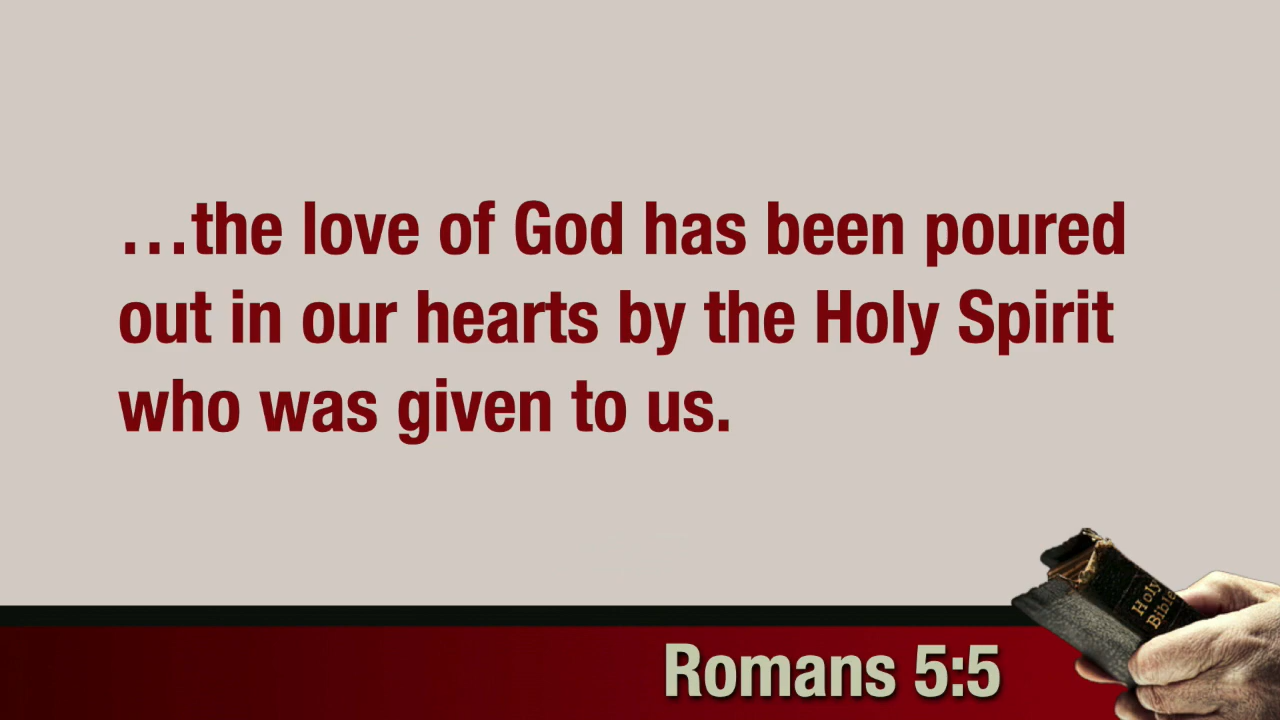 …the love of God has been poured
out in our hearts by the Holy Spirit
who was given to us.
Holy
Bible
Romans 5:5